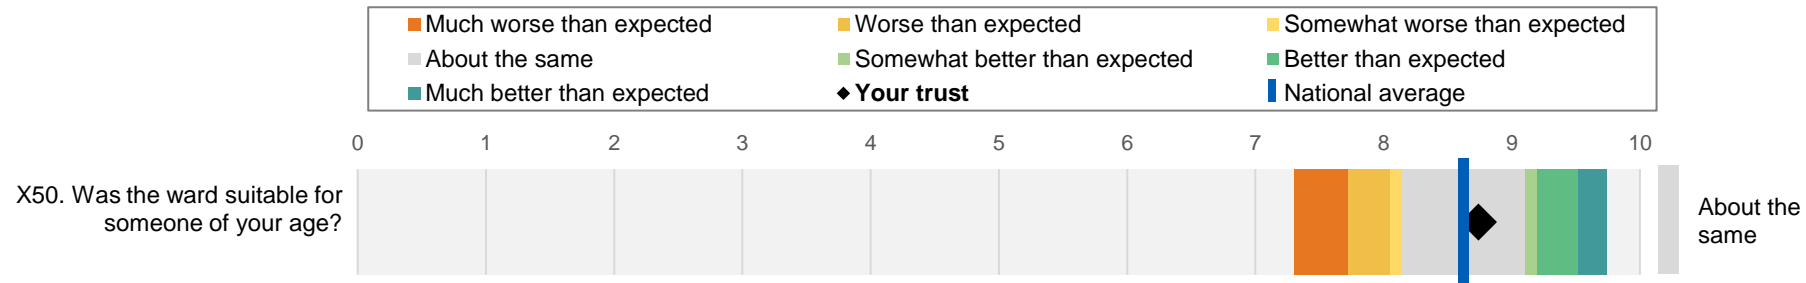 Much worse than expected
Worse than expected
Somewhat worse than expected
About the same
Somewhat better than expected
Better than expected
Much better than expected
Your trust
National average
0 1 2 3 4 5 6 7 8 9 10
X50. Was the ward suitable for
someone of your age?
About the
same